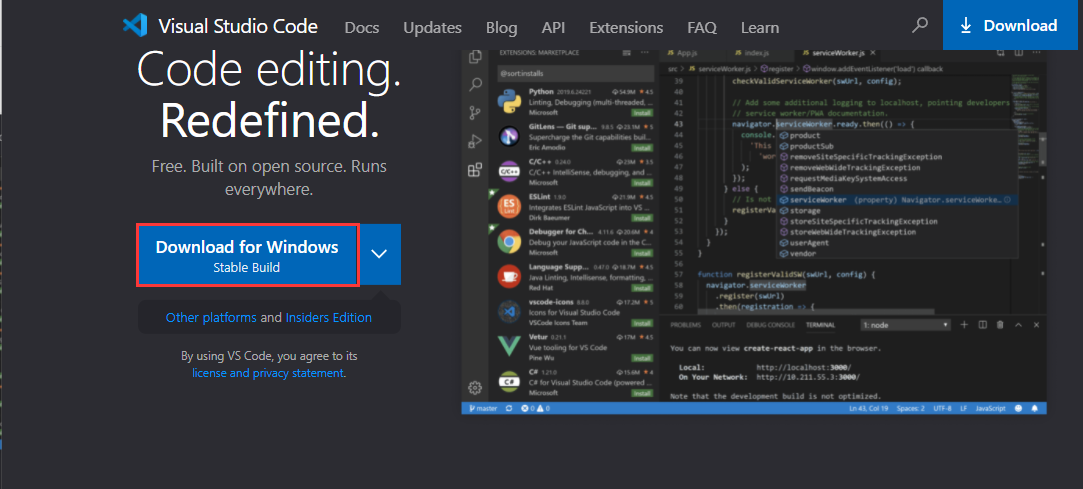 Visual Studio Code Docs Updates Blog API Extensions FAQ Learn Download
Code editing.
Redefined.
Free. Built on open source. Runs
everywhere.
Download for Windows
Stable Build
Other platforms and Insiders Edition
By using VS Code, you agree to its
license and privacy statement.
EXTENSIONS: MARKETPLACE
@sort:installs
Python 2019.6.24221 54.9M 4.5
Linting, Debugging (multi-threaded,
Microsoft Install
GitLens — Git sup... 9.8.5 23.1M 5
Supercharge the Git capabilities built
Eric Amodio Install
C/C++ 0.24.0 23M 3.5
C/C++ IntelliSense, debugging, and
Microsoft Install
ESLint 1.9.0 21.9M 4.5
Integrates ESLint JavaScript into VS
Dirk Baeumer Install
Debugger for Ch... 4.11.6 20.6M 4
Debug your JavaScript code in the C
Microsoft Install
Language Supp... 0.47.0 18.7M 4.5
Java Linting, Intellisense, formatting,
Red Hat Install
vscode-icons 8.8.0 17.2M 5
Icons for Visual Studio Code
VSCode Icons Team Install
Vetur 0.21.1 17M 4.5
Vue tooling for VS Code
Pine Wu Install
C# 1.21.0 15.6M 4
C# for Visual Studio Code (powered
Microsoft Install
App.js index.js serviceWorker.js
src > serviceWorker.js > register > window.addEventListener('load') callback
39 checkValidServiceWorker(swUrl, config);
40
41 // Add some additional logging to localhost, pointing developers
42 // service worker/PWA documentation.
43 navigator.serviceWorker.ready.then(() => {
44 console.
45 'This
46 'wor
47 );
48 });
49 } else {
50 // Is not
51 registerVa
52 }
53 });
54 }
55 }
56
57 function registerValidSW(swUrl, config) {
58 navigator.serviceWorker
59 .register(swUrl)
60 .then(registration => {
product
productSub
removeSiteSpecificTrackingException
removeWebWideTrackingException
requestMediaKeySystemAccess
sendBeacon
serviceWorker (property) Navigator.serviceWorke...
storage
storeSiteSpecificTrackingException
storeWebWideTrackingException
userAgent
vendor
PROBLEMS OUTPUT DEBUG CONSOLE TERMINAL 1: node
You can now view create-react-app in the browser.
Local: http://localhost:3000/
On Your Network: http://10.211.55.3:3000/
Note that the development build is not optimized.
master 0 0 Ln 43, Col 19 Spaces: 2 UTF-8 LF JavaScript